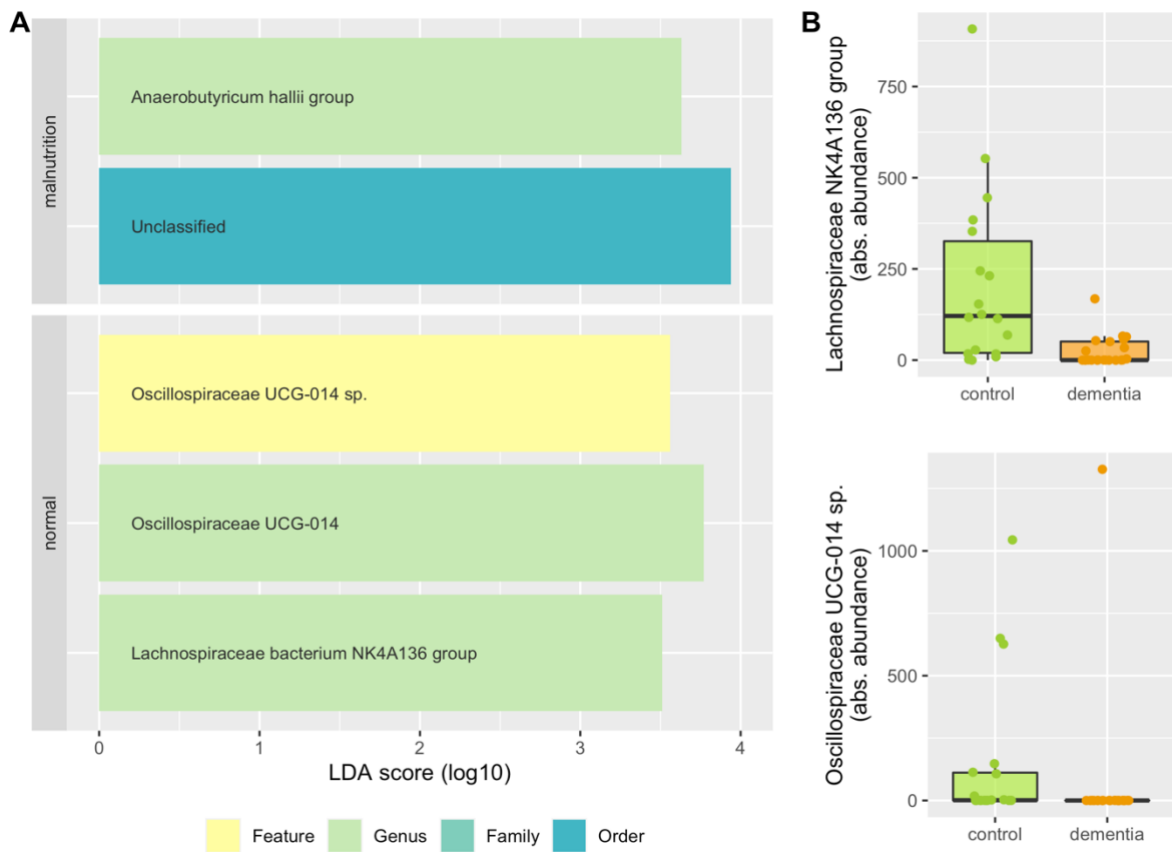 A
malnutrition
Anaerobutyricum hallii group
Unclassified
normal
Oscillospiraceae UCG-014 sp.
Oscillospiraceae UCG-014
Lachnospiraceae bacterium NK4A136 group
0 1 2 3 4
LDA score (log10)
Feature Genus Family Order
B
Lachnospiraceae NK4A136 group
(abs. abundance)
750
500
250
0
control dementia
Oscillospiraceae UCG-014 sp.
(abs. abundance)
1000
500
0
control dementia